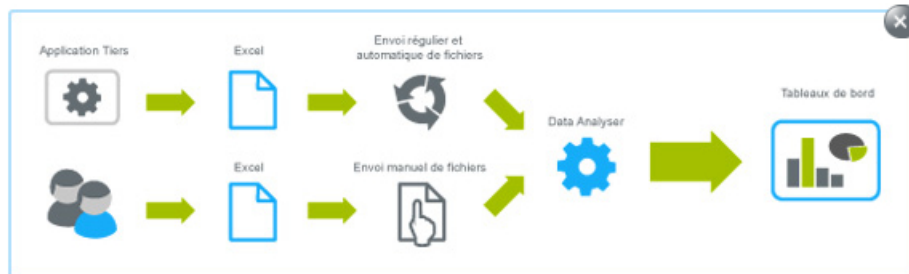 Application Tiers
Excel
Envoi régulier et
automatique de fichiers
Data Analyser
Tableaux de bord
Excel
Envoi manuel de fichiers